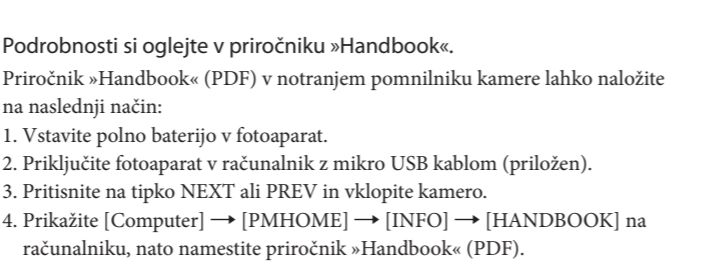 Podrobnosti si oglejte v priročniku »Handbook«.
Priročnik »Handbook« (PDF) v notranjem pomnilniku kamere lahko naložite
na naslednji način:
1. Vstavite polno baterijo v fotoaparat.
2. Priključite fotoaparat v računalnik z mikro USB kablom (priložen).
3. Pritisnite na tipko NEXT ali PREV in vklopite kamero.
4. Prikažite [Computer] → [PMHOME] → [INFO] → [HANDBOOK] na
računalniku, nato namestite priročnik »Handbook« (PDF).